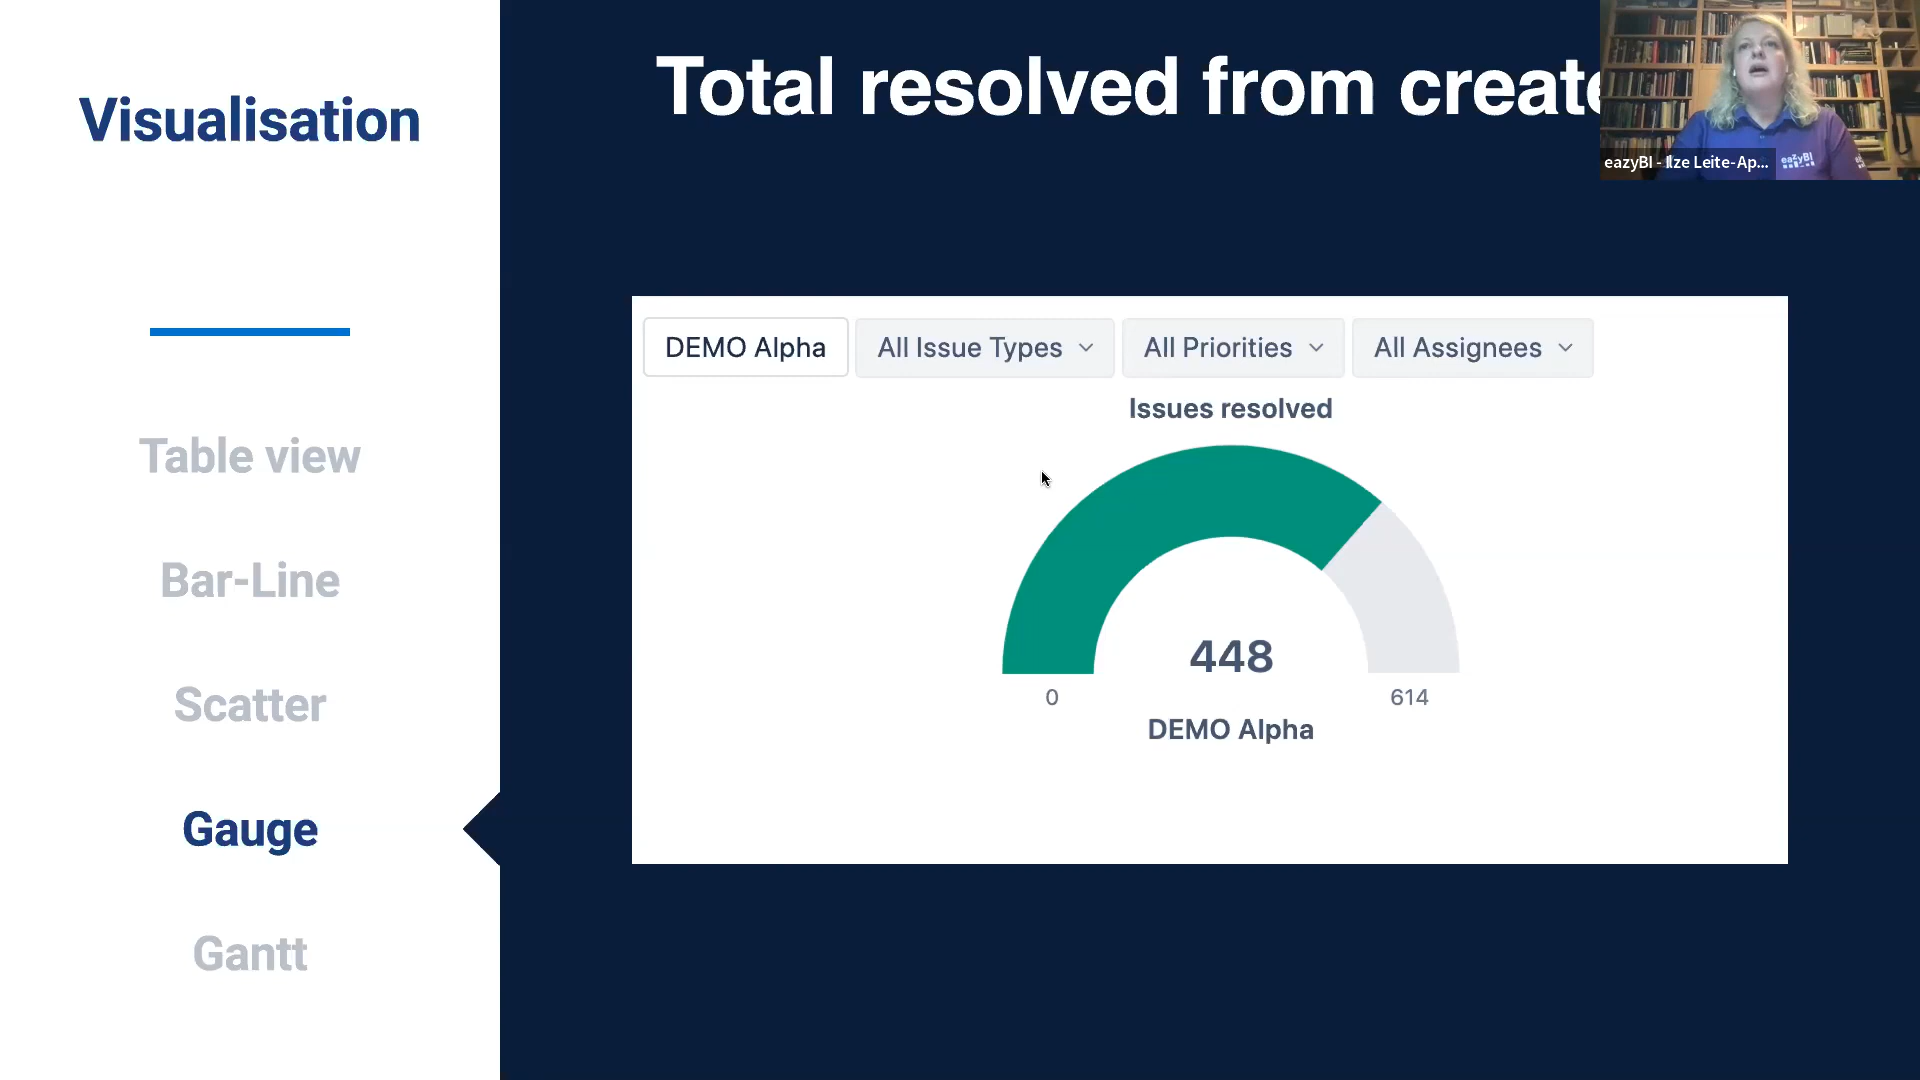 Visualisation
Table view
Bar-Line
Scatter
Gauge
Gantt
Total resolved from create
DEMO Alpha
All Issue Types
All Priorities
All Assignees
Issues resolved
448
0
614
DEMO Alpha
eazyBI - Ilze Leite-Ap...
eazyBI